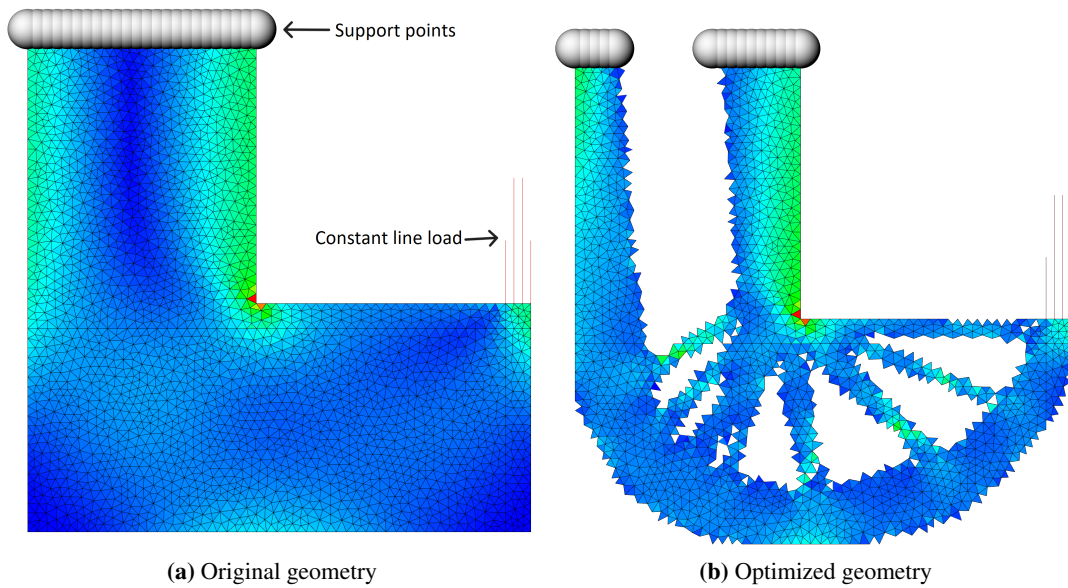 Support points
Constant line load
(a) Original geometry
(b) Optimized geometry